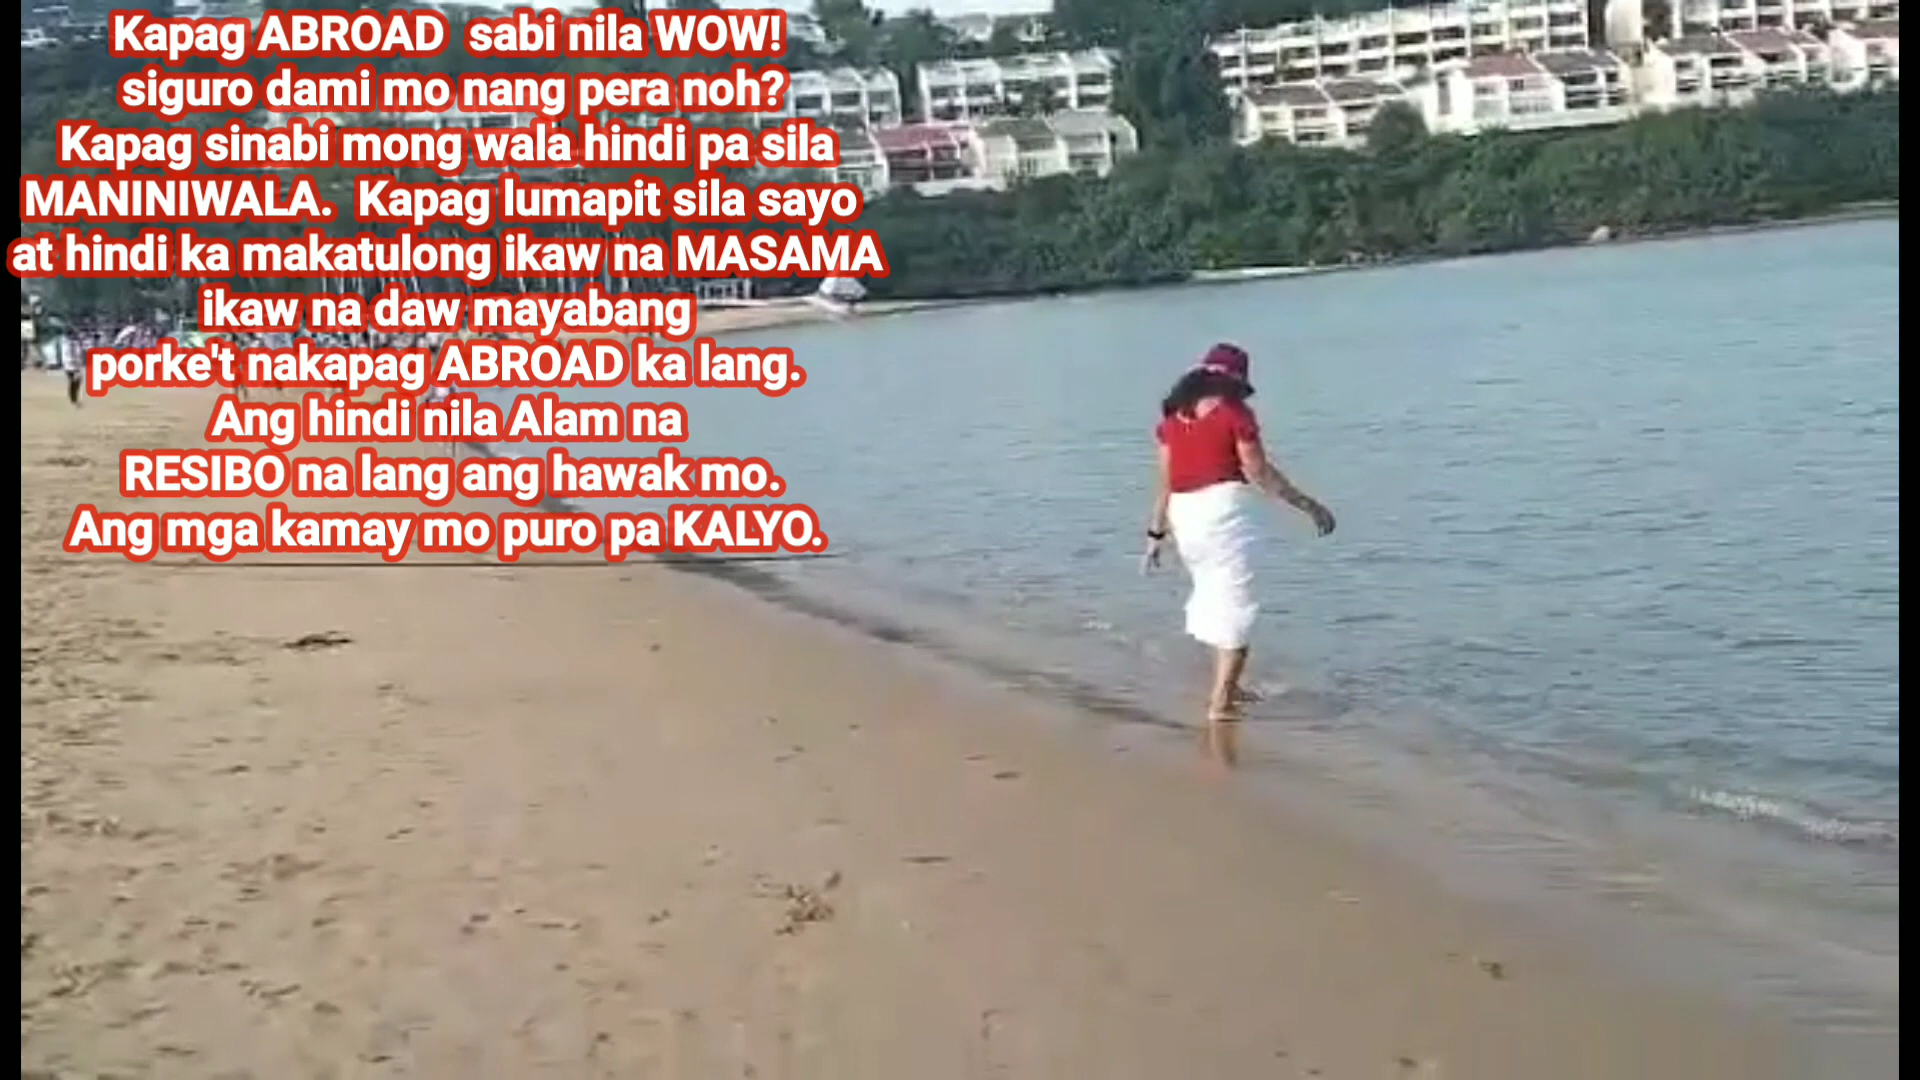 Kapag ABROAD sabi nila WOW!
siguro dami mo nang pera noh?
Kapag sinabi mong wala hindi pa sila
MANINIWALA. Kapag lumapit sila sayo
at hindi ka makatulong ikaw na MASAMA
ikaw na daw mayabang
porke't nakapag ABROAD ka lang.
Ang hindi nila Alam na
RESIBO na lang ang hawak mo.
Ang mga kamay mo puro pa KALYO.